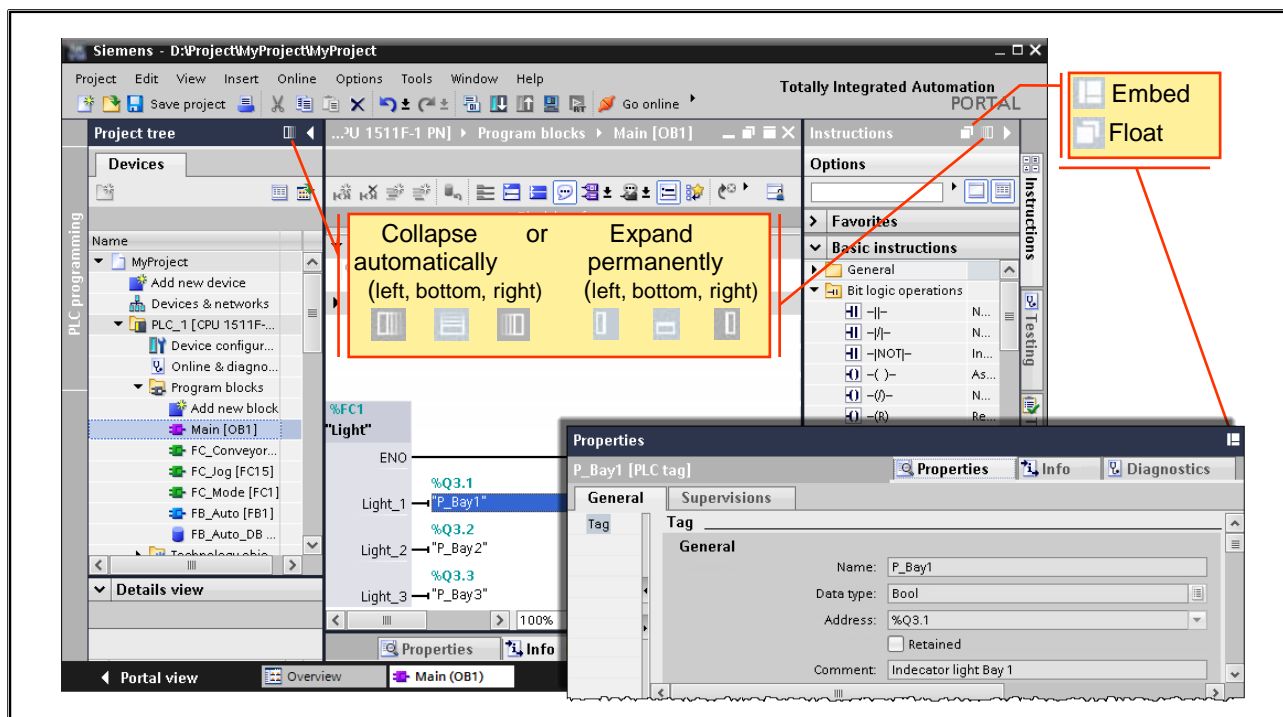 Siemens - D:\Project\MyProject\MyProject
Project Edit View Insert Online Options Tools Window Help
Totally Integrated Automation
PORTAL
Save project
Go online
Embed
Float
Project tree
...PU 1511F-1 PN] Program blocks Main [OB1]
Instructions
Devices
Options
PLC programming
Name
MyProject
Add new device
Devices & networks
PLC_1 [CPU 1511F-...
Device configur...
Online & diagno...
Program blocks
Add new block
Main [OB1]
FC_Conveyor...
FC_Jog [FC15]
FC_Mode [FC1]
FB_Auto [FB1]
FB_Auto_DB ...
Details view
Collapse or Expand
automatically permanently
(left, bottom, right) (left, bottom, right)
Favorites
Basic instructions
General
Bit logic operations
-||- N...
-|/|- N...
-|NOT|- In...
-( )- As...
-(/)- N...
-(R) Re...
Instructions
Testing
%FC1
"Light"
ENO
%Q3.1
Light_1 "P_Bay1"
%Q3.2
Light_2 "P_Bay2"
%Q3.3
Light_3 "P_Bay3"
100%
Properties Info
Properties
P_Bay1 [PLC tag]
Properties Info Diagnostics
General Supervisions
Tag
Tag
General
Name: P_Bay1
Data type: Bool
Address: %Q3.1
Retained
Comment: Indecator light Bay 1
Portal view Overview Main (OB1)